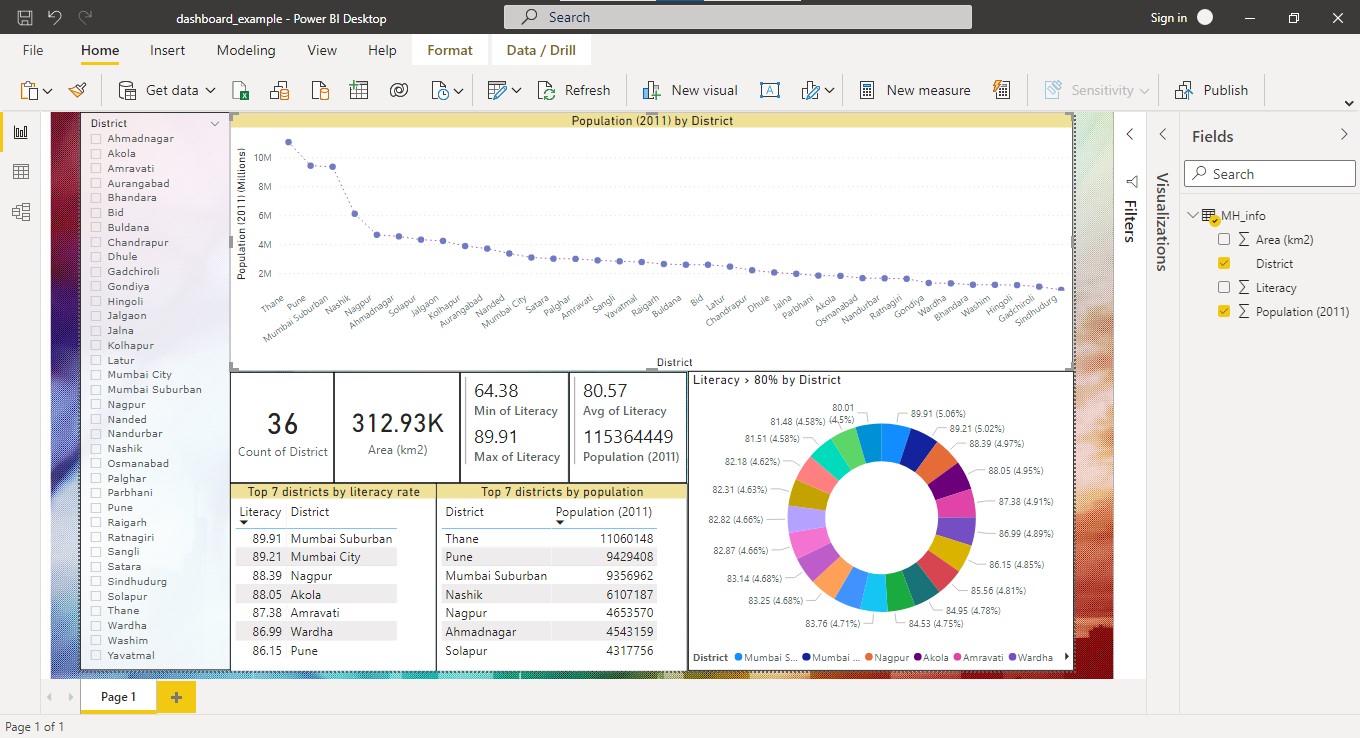 dashboard_example - Power BI Desktop
Search
Sign in
File Home Insert Modeling View Help Format Data / Drill
Get data Refresh New visual New measure Sensitivity Publish
District
Ahmadnagar
Akola
Amravati
Aurangabad
Bhandara
Bid
Buldana
Chandrapur
Dhule
Gadchiroli
Gondiya
Hingoli
Jalgaon
Jalna
Kolhapur
Latur
Mumbai City
Mumbai Suburban
Nagpur
Nanded
Nandurbar
Nashik
Osmanabad
Palghar
Parbhani
Pune
Raigarh
Ratnagiri
Sangli
Satara
Sindhudurg
Solapur
Thane
Wardha
Washim
Yavatmal
Population (2011) by District
Population (2011) (Millions)
10M
8M
6M
4M
2M
Thane
Pune
Mumbai Suburban
Nashik
Nagpur
Ahmadnagar
Solapur
Jalgaon
Kolhapur
Aurangabad
Nanded
Mumbai City
Satara
Palghar
Amravati
Sangli
Yavatmal
Raigarh
Buldana
Bid
Latur
Chandrapur
Dhule
Jalna
Parbhani
Akola
Osmanabad
Nandurbar
Ratnagiri
Gondiya
Wardha
Bhandara
Washim
Hingoli
Gadchiroli
Sindhudurg
District
36
Count of District
312.93K
Area (km2)
64.38
Min of Literacy
89.91
Max of Literacy
80.57
Avg of Literacy
115364449
Population (2011)
Top 7 districts by literacy rate
Literacy District
89.91 Mumbai Suburban
89.21 Mumbai City
88.39 Nagpur
88.05 Akola
87.38 Amravati
86.99 Wardha
86.15 Pune
Top 7 districts by population
District Population (2011)
Thane 11060148
Pune 9429408
Mumbai Suburban 9356962
Nashik 6107187
Nagpur 4653570
Ahmadnagar 4543159
Solapur 4317756
Literacy > 80% by District
89.91 (5.06%)
89.21 (5.02%)
88.39 (4.97%)
88.05 (4.95%)
87.38 (4.91%)
86.99 (4.89%)
86.15 (4.85%)
85.56 (4.81%)
84.95 (4.78%)
84.53 (4.75%)
83.76 (4.71%)
83.25 (4.68%)
83.14 (4.68%)
82.87 (4.66%)
82.82 (4.66%)
82.31 (4.63%)
82.18 (4.62%)
81.51 (4.58%)
81.48 (4.58%)
80.01
(4.5%)
District Mumbai S... Mumbai ... Nagpur Akola Amravati Wardha
Filters
Visualizations
Fields
Search
MH_info
Area (km2)
District
Literacy
Population (2011)
Page 1
Page 1 of 1